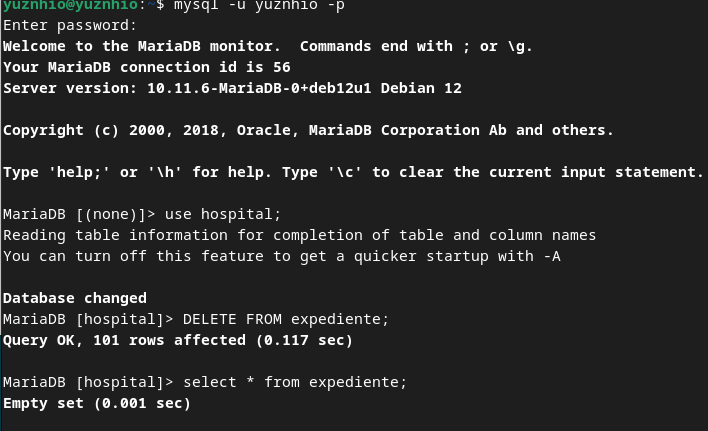 yuznhio@yuznhio:~$ mysql -u yuznhio -p
Enter password:
Welcome to the MariaDB monitor.  Commands end with ; or \g.
Your MariaDB connection id is 56
Server version: 10.11.6-MariaDB-0+deb12u1 Debian 12

Copyright (c) 2000, 2018, Oracle, MariaDB Corporation Ab and others.

Type 'help;' or '\h' for help. Type '\c' to clear the current input statement.

MariaDB [(none)]> use hospital;
Reading table information for completion of table and column names
You can turn off this feature to get a quicker startup with -A

Database changed
MariaDB [hospital]> DELETE FROM expediente;
Query OK, 101 rows affected (0.117 sec)

MariaDB [hospital]> select * from expediente;
Empty set (0.001 sec)